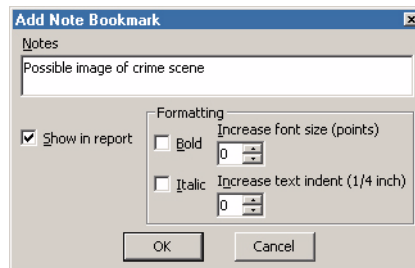 Add Note Bookmark
Notes
Possible image of crime scene
Formatting
Show in report
Bold
Increase font size (points)
0
Italic
Increase text indent (1/4 inch)
0
OK
Cancel